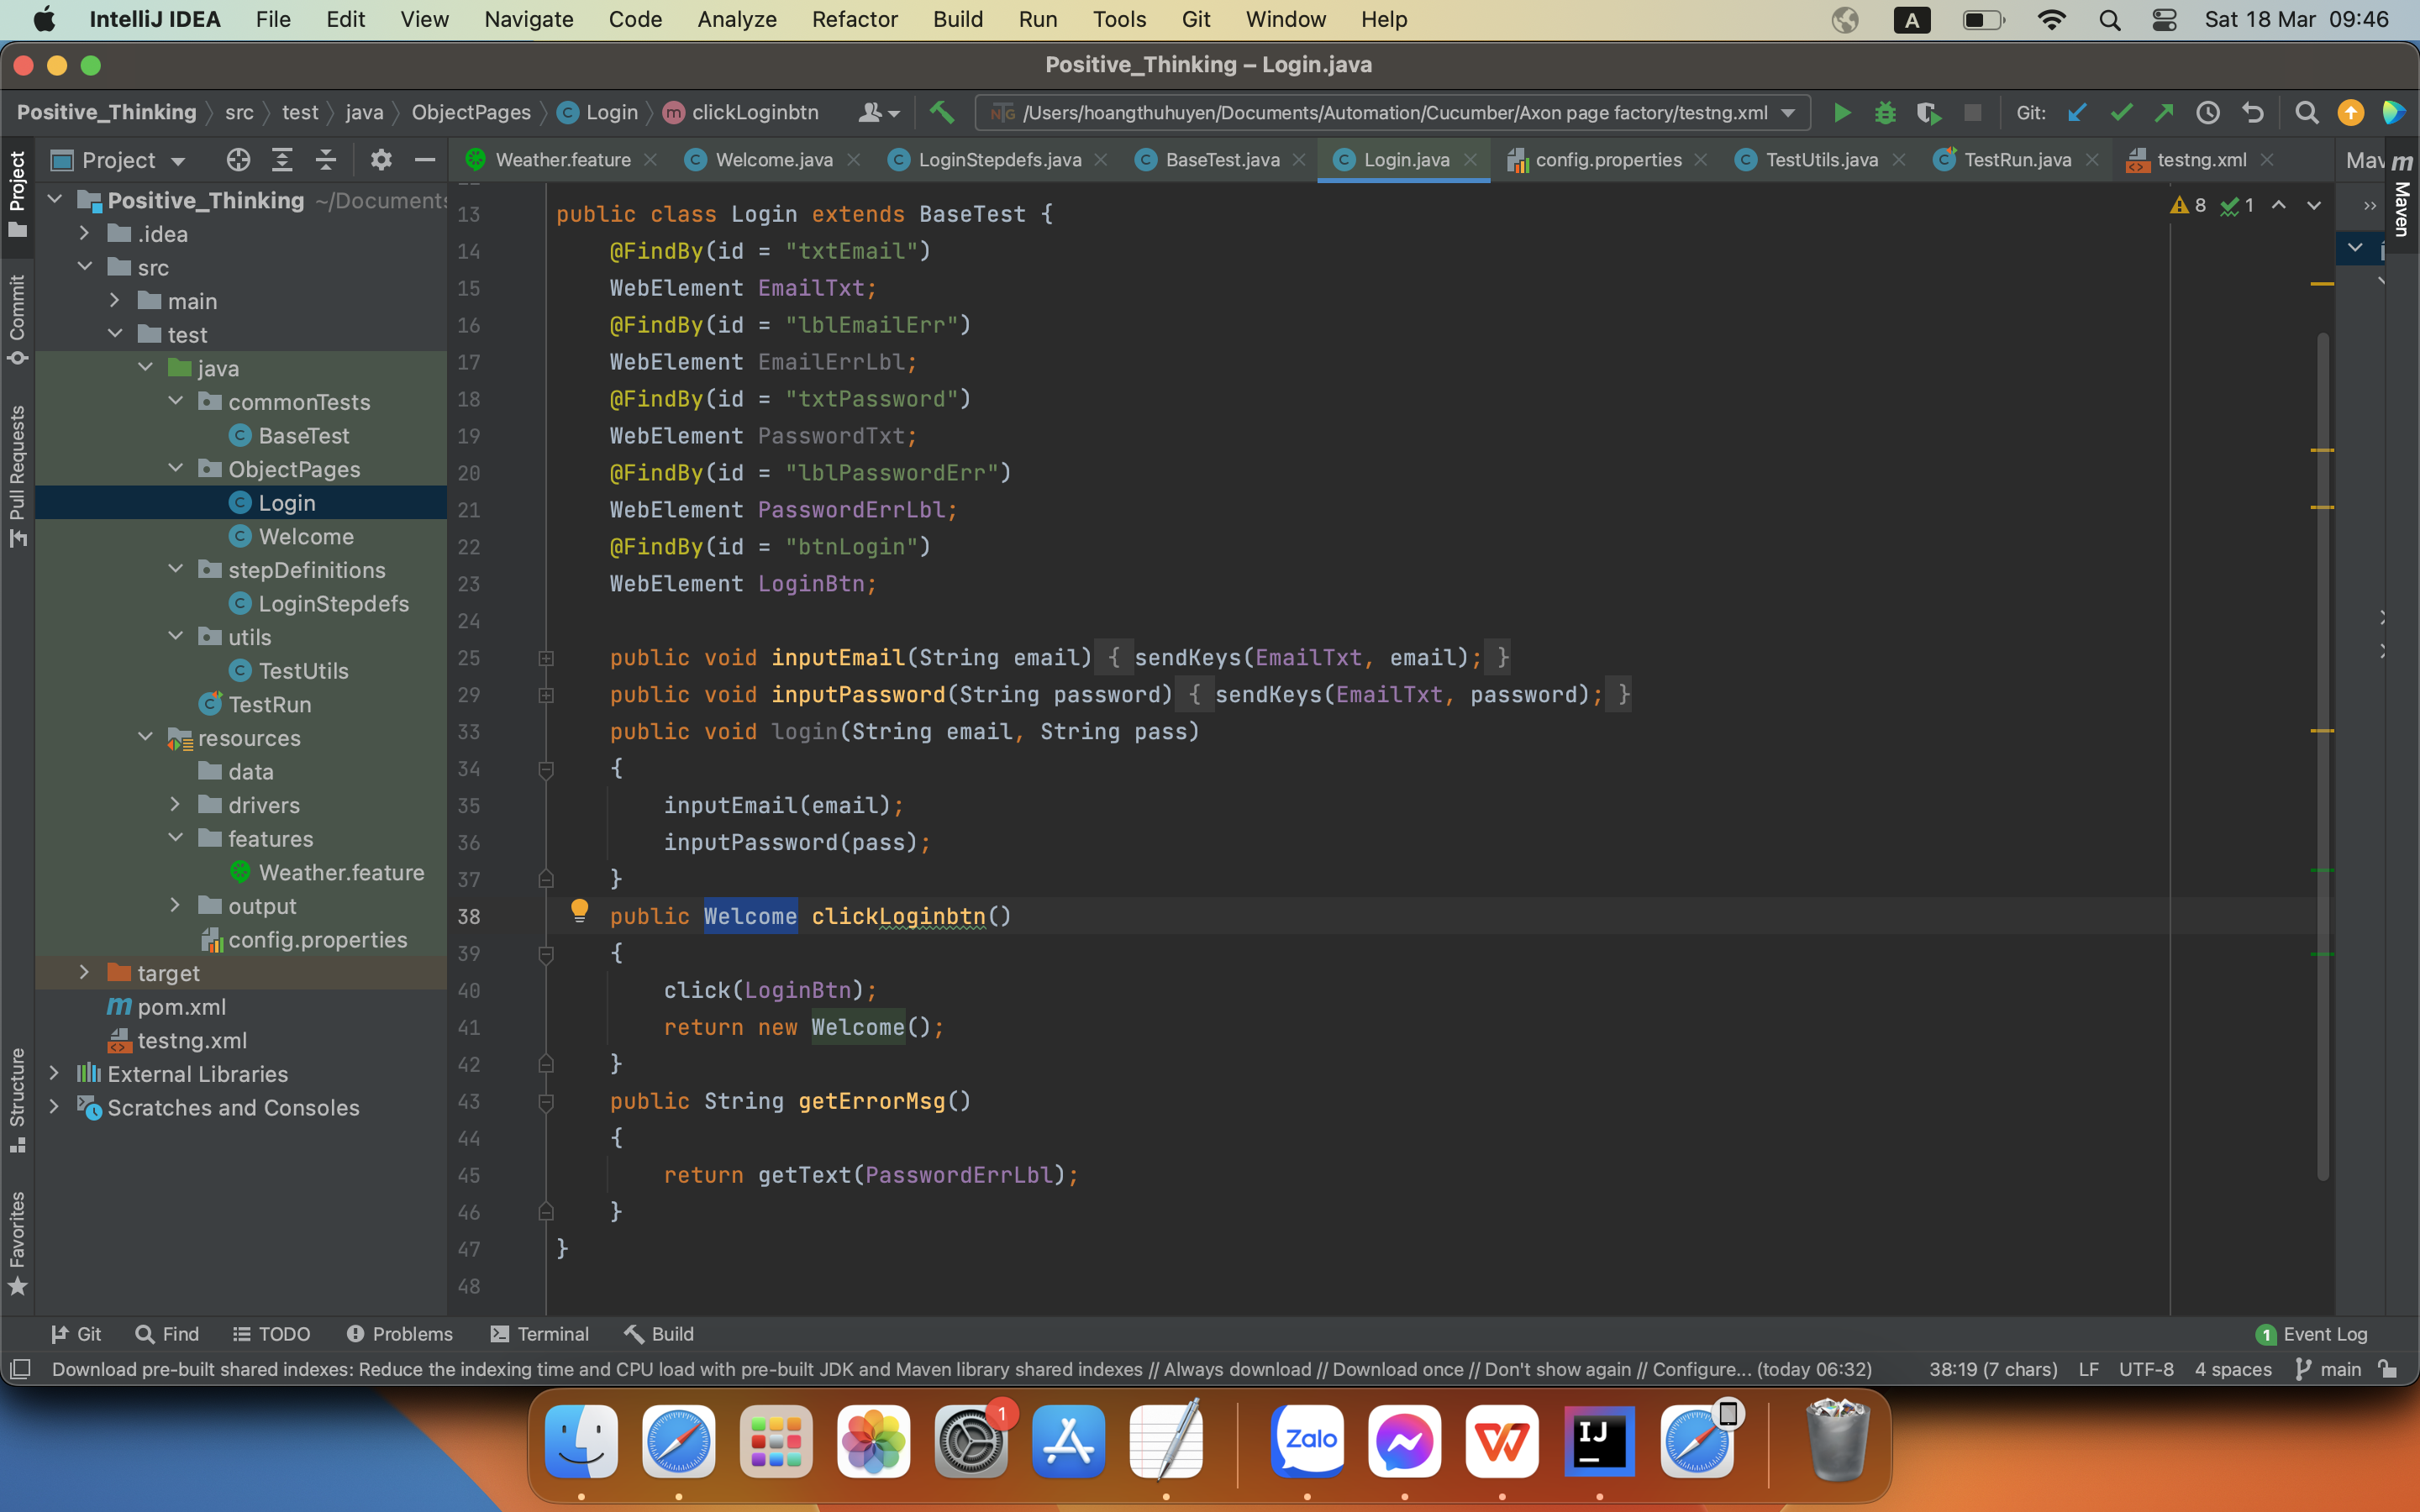 IntelliJ IDEA File Edit View Navigate Code Analyze Refactor Build Run Tools Git Window Help A Sat 18 Mar 09:46
Positive_Thinking – Login.java
Positive_Thinking src test java ObjectPages Login clickLoginbtn /Users/hoangthuhuyen/Documents/Automation/Cucumber/Axon page factory/testng.xml Git:
Project Weather.feature Welcome.java LoginStepdefs.java BaseTest.java Login.java config.properties TestUtils.java TestRun.java testng.xml Mav
Project
Commit
Pull Requests
Structure
Favorites
Positive_Thinking ~/Documents
.idea
src
main
test
java
commonTests
BaseTest
ObjectPages
Login
Welcome
stepDefinitions
LoginStepdefs
utils
TestUtils
TestRun
resources
data
drivers
features
Weather.feature
output
config.properties
target
pom.xml
testng.xml
External Libraries
Scratches and Consoles
13 public class Login extends BaseTest {
14 @FindBy(id = "txtEmail")
15 WebElement EmailTxt;
16 @FindBy(id = "lblEmailErr")
17 WebElement EmailErrLbl;
18 @FindBy(id = "txtPassword")
19 WebElement PasswordTxt;
20 @FindBy(id = "lblPasswordErr")
21 WebElement PasswordErrLbl;
22 @FindBy(id = "btnLogin")
23 WebElement LoginBtn;
24
25 public void inputEmail(String email) { sendKeys(EmailTxt, email); }
29 public void inputPassword(String password) { sendKeys(EmailTxt, password); }
33 public void login(String email, String pass)
34 {
35 inputEmail(email);
36 inputPassword(pass);
37 }
38 public Welcome clickLoginbtn()
39 {
40 click(LoginBtn);
41 return new Welcome();
42 }
43 public String getErrorMsg()
44 {
45 return getText(PasswordErrLbl);
46 }
47 }
48
8 1
Maven
Git Find TODO Problems Terminal Build 1 Event Log
Download pre-built shared indexes: Reduce the indexing time and CPU load with pre-built JDK and Maven library shared indexes // Always download // Download once // Don't show again // Configure... (today 06:32) 38:19 (7 chars) LF UTF-8 4 spaces main
1
Zalo
IJ